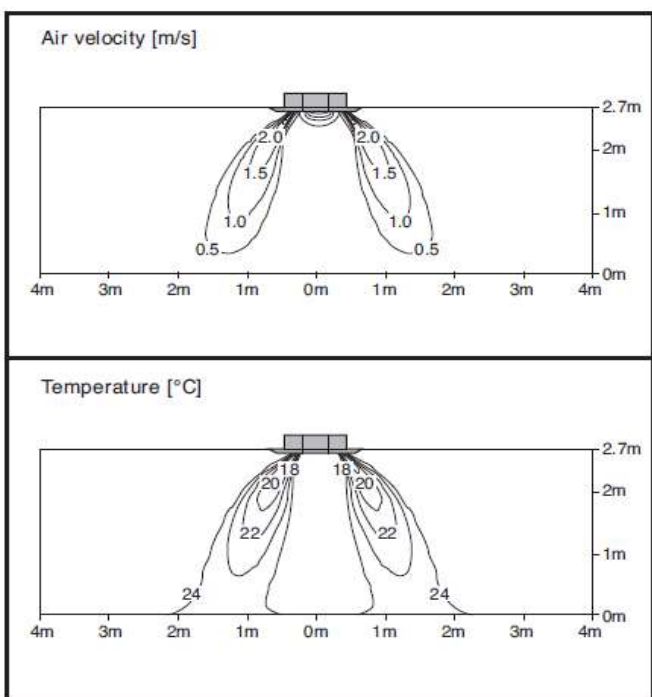 Air velocity [m/s]
2.7m
2.0 2.0
2m
1.5 1.5
1m
1.0 1.0
0.5 0.5
0m
4m 3m 2m 1m 0m 1m 2m 3m 4m
Temperature [°C]
2.7m
18 18
20 20
2m
22 22
1m
24 24
0m
4m 3m 2m 1m 0m 1m 2m 3m 4m